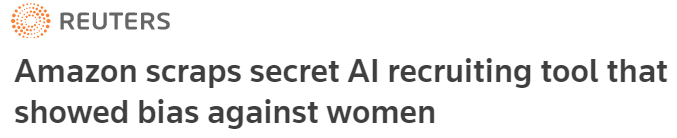 REUTERS
Amazon scraps secret AI recruiting tool that
showed bias against women